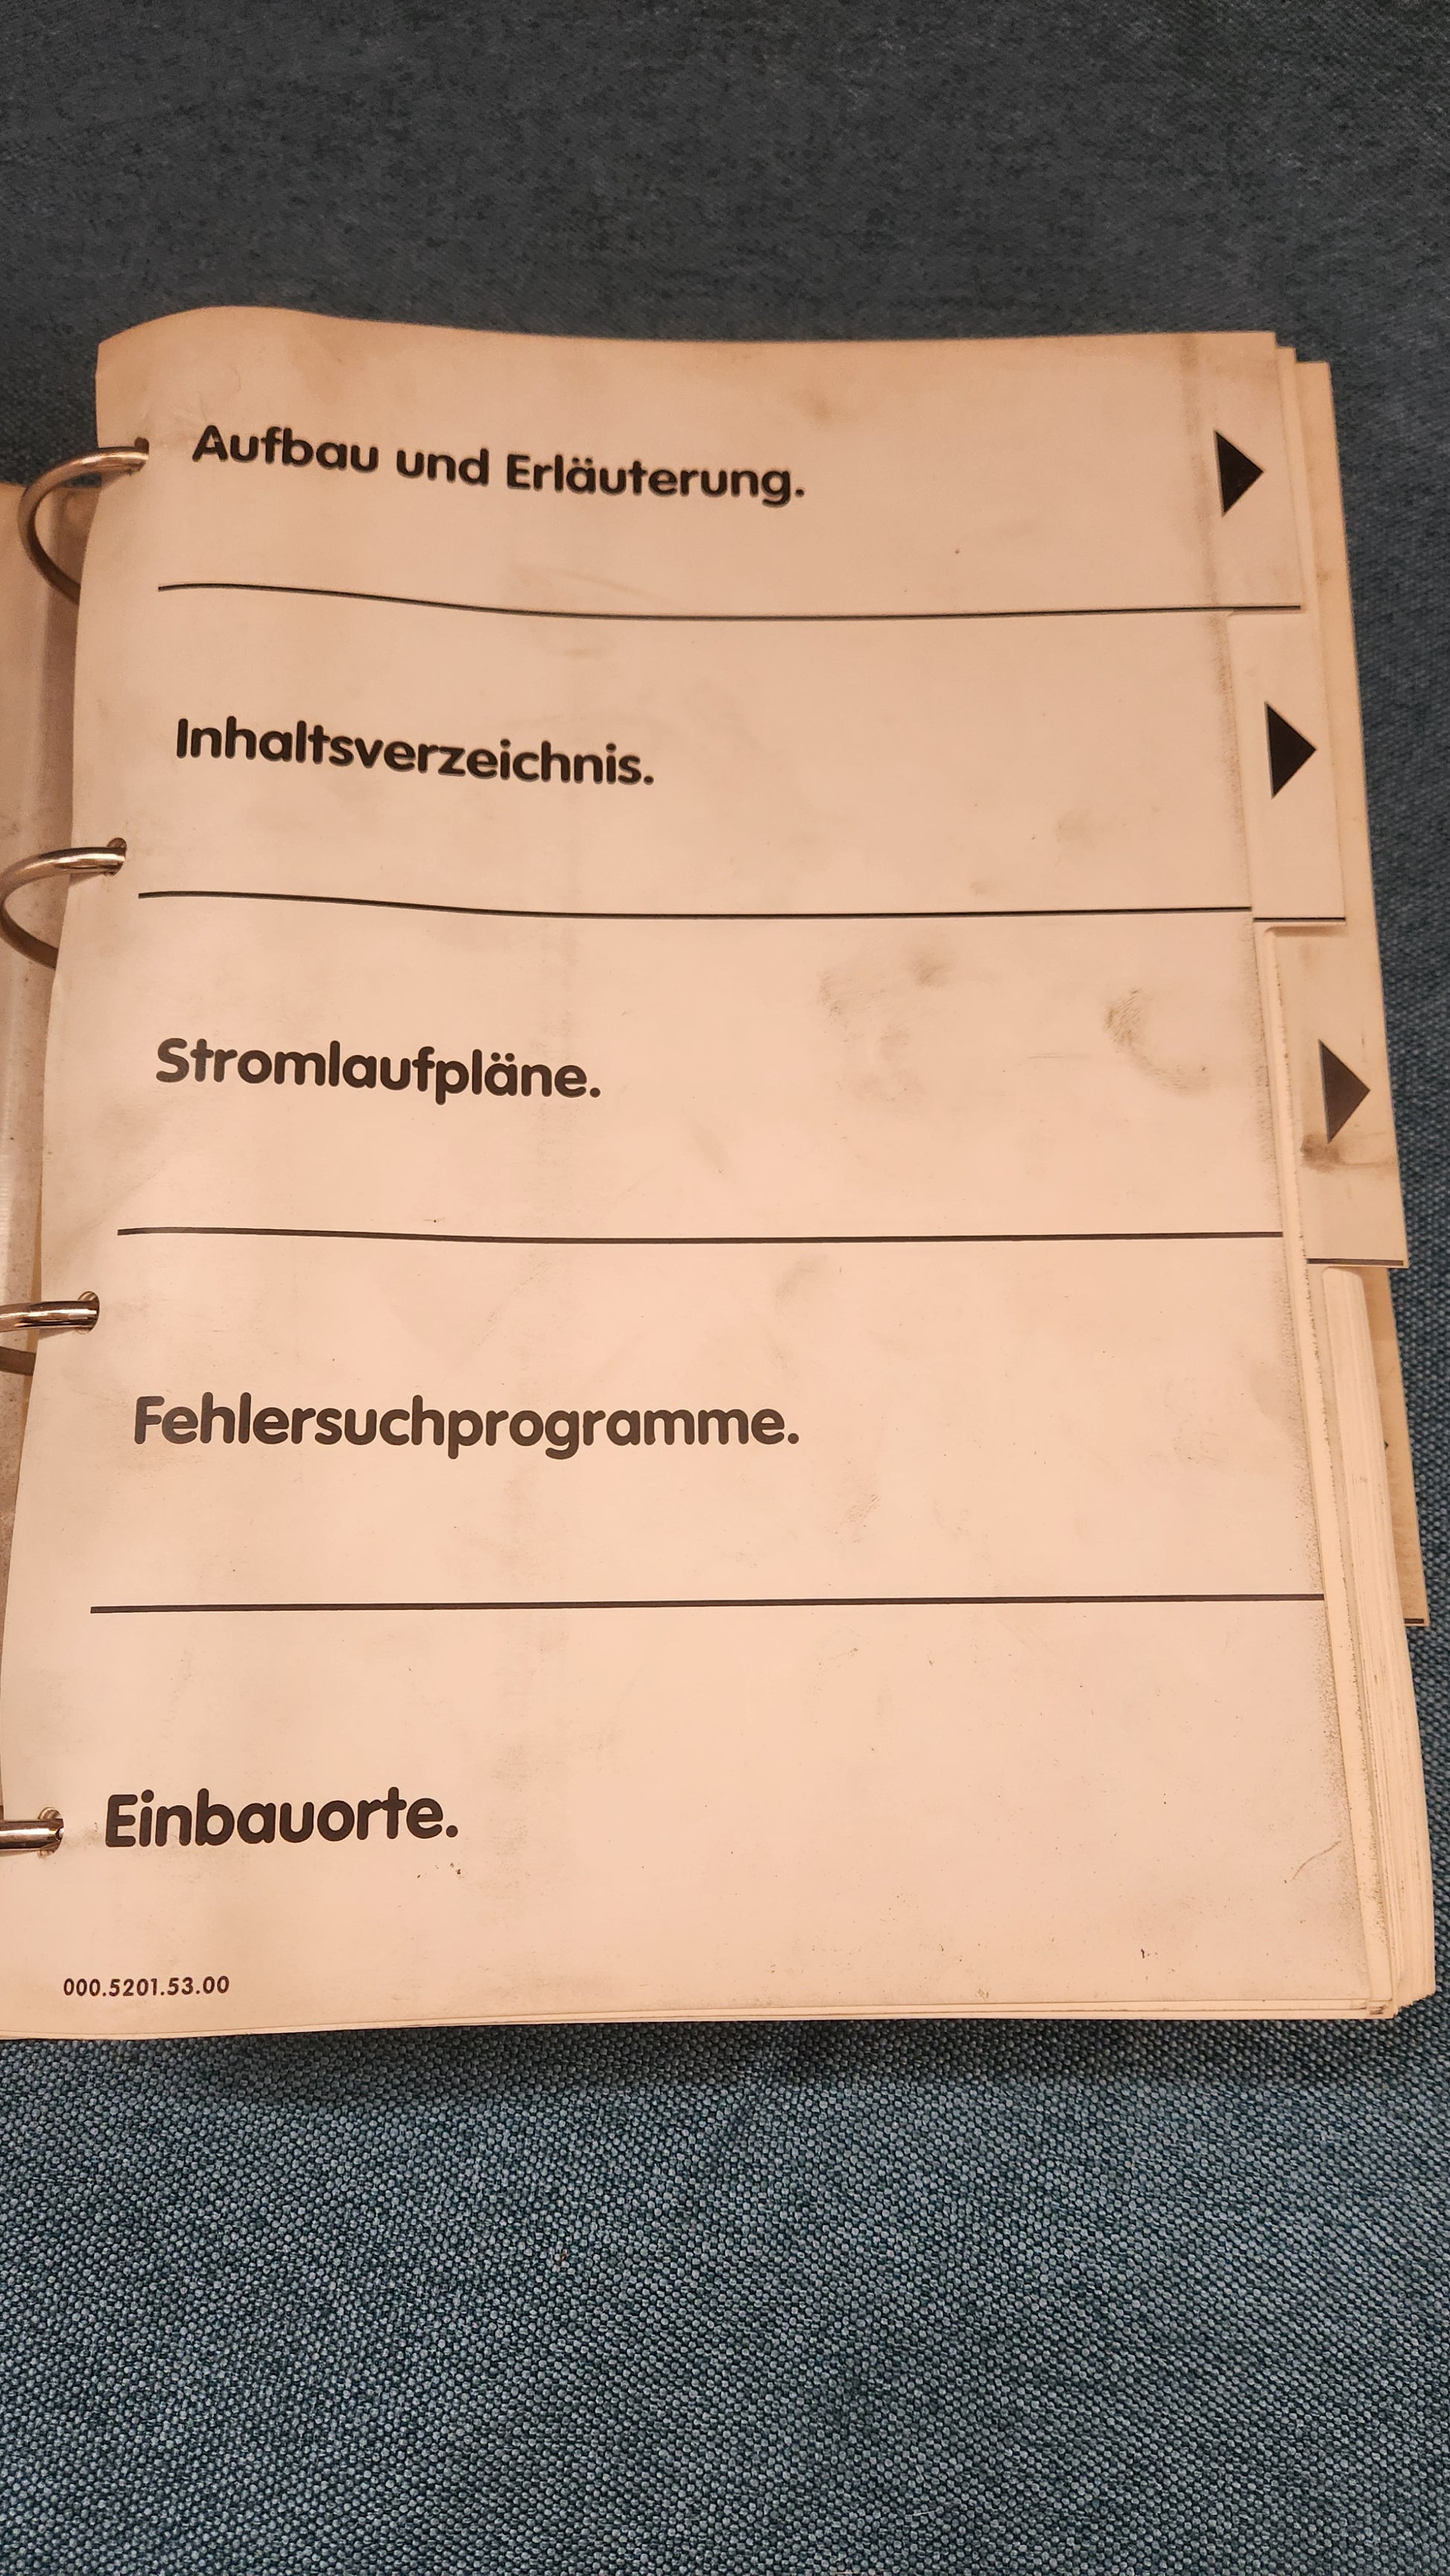 Aufbau und Erläuterung.
Inhaltsverzeichnis.
Stromlaufpläne.
Fehlersuchprogramme.
Einbauorte.
000.5201.53.00